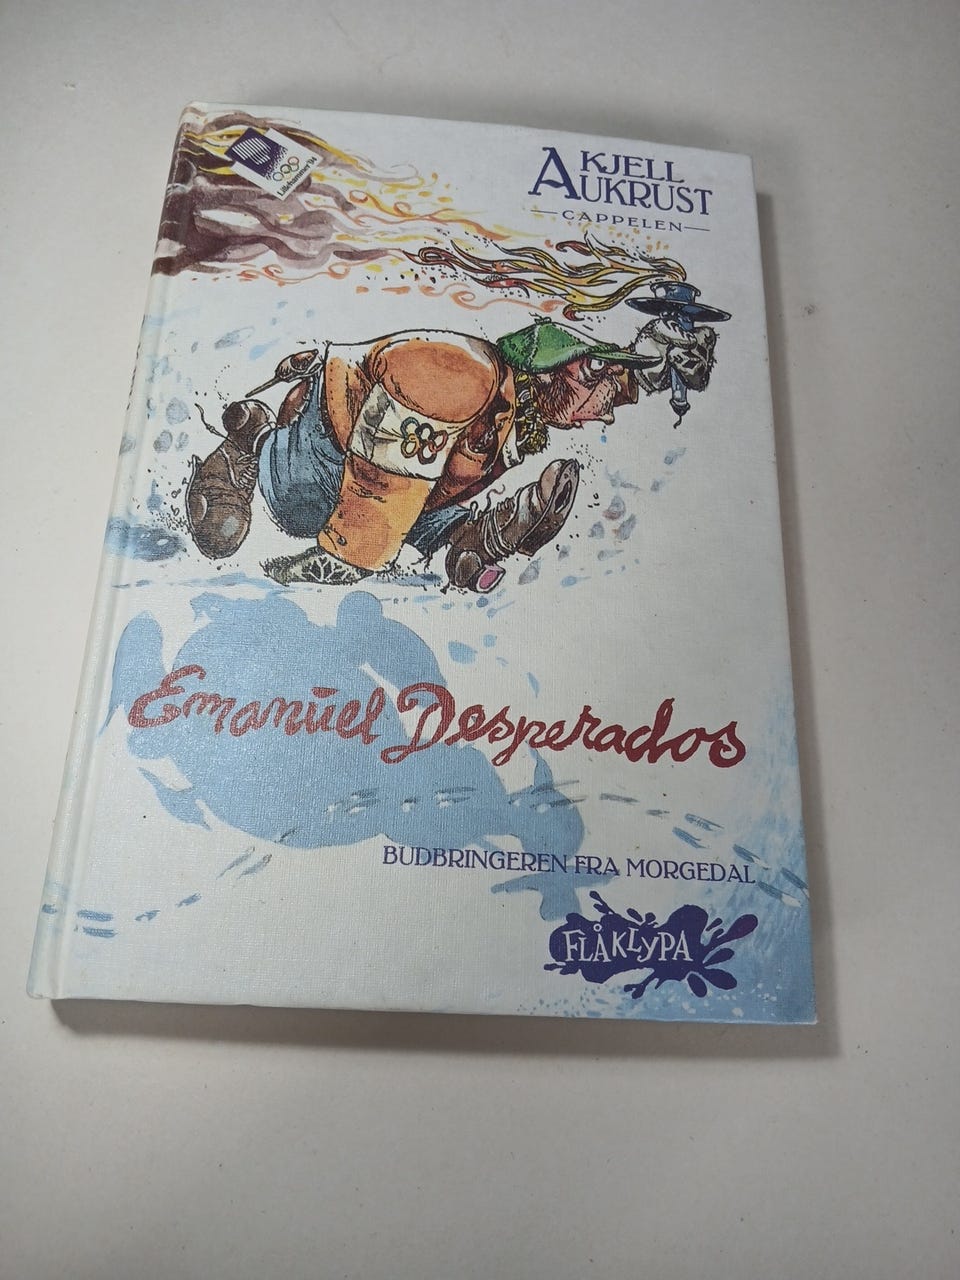 Lillehammer'94
KJELL
AUKRUST
CAPPELEN
Emanuel Desperados
BUDBRINGEREN FRA MORGEDAL
FLÅKLYPA